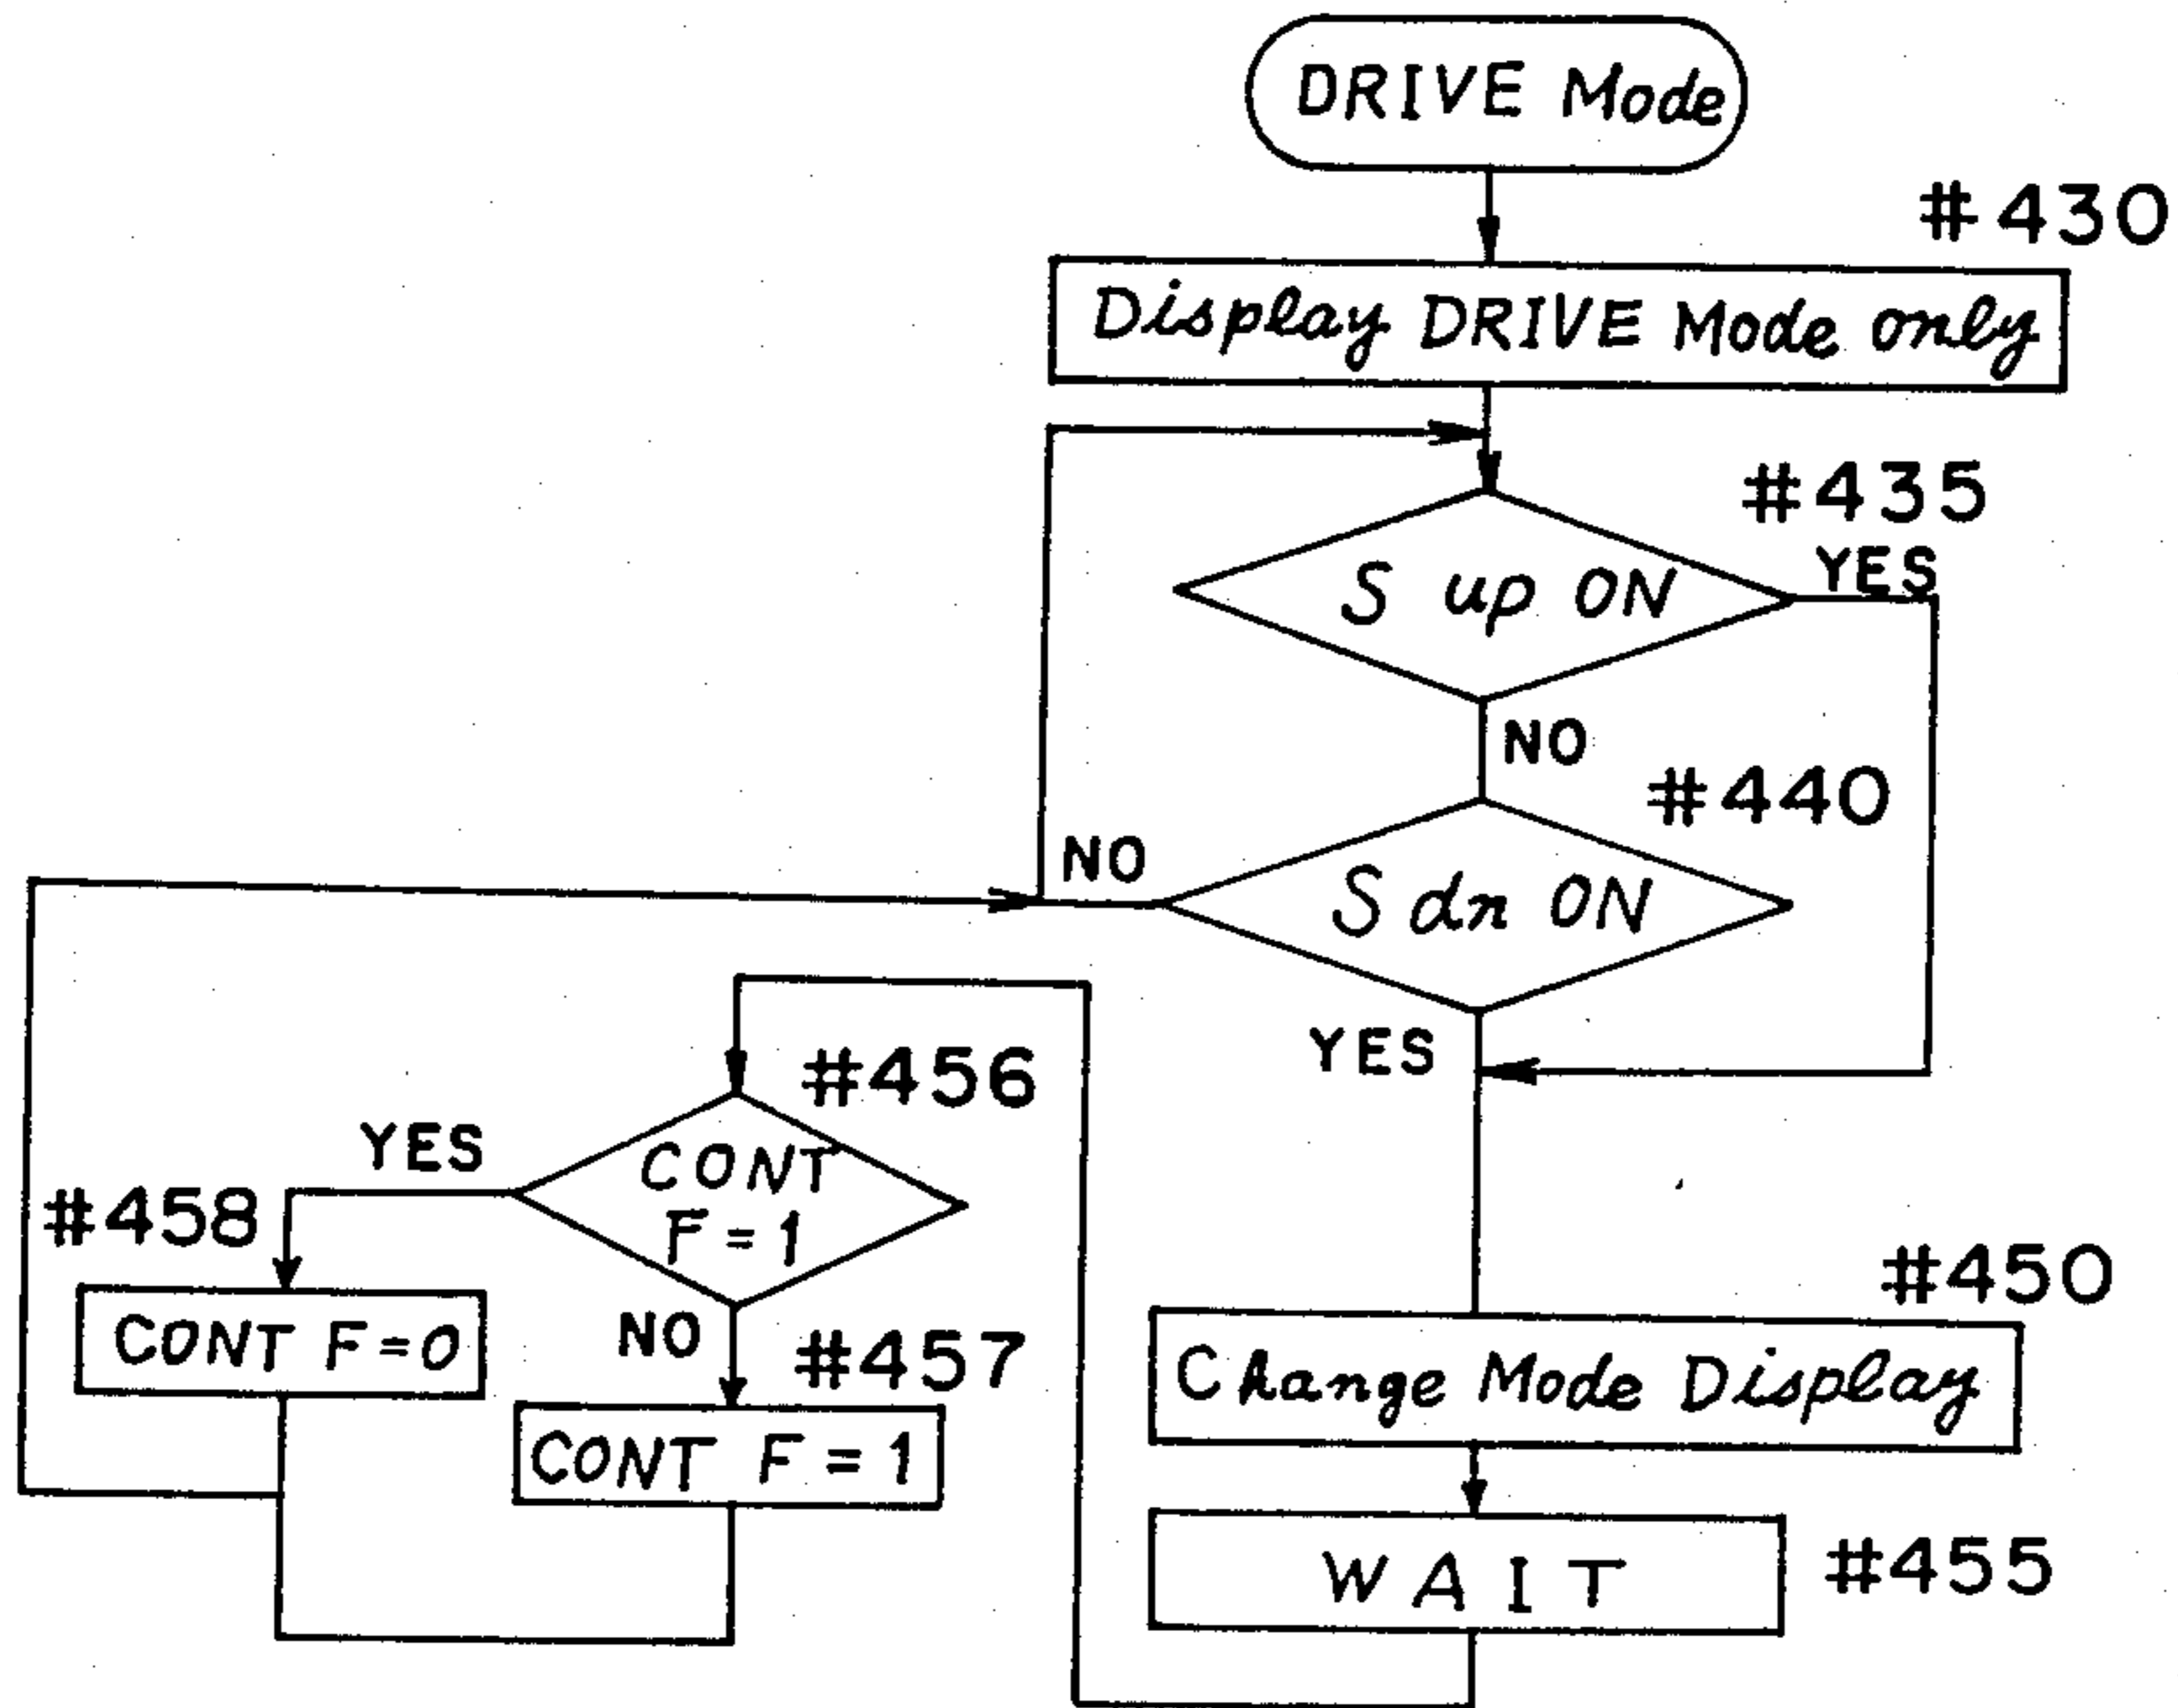 DRIVE Mode
#430
Display DRIVE Mode only
#435
YES
S up ON
NO
#440
NO
S dn ON
YES
#456
YES
CONT
F=1
#458
CONT F=0
NO
#457
CONT F=1
#450
Change Mode Display
WAIT
#455